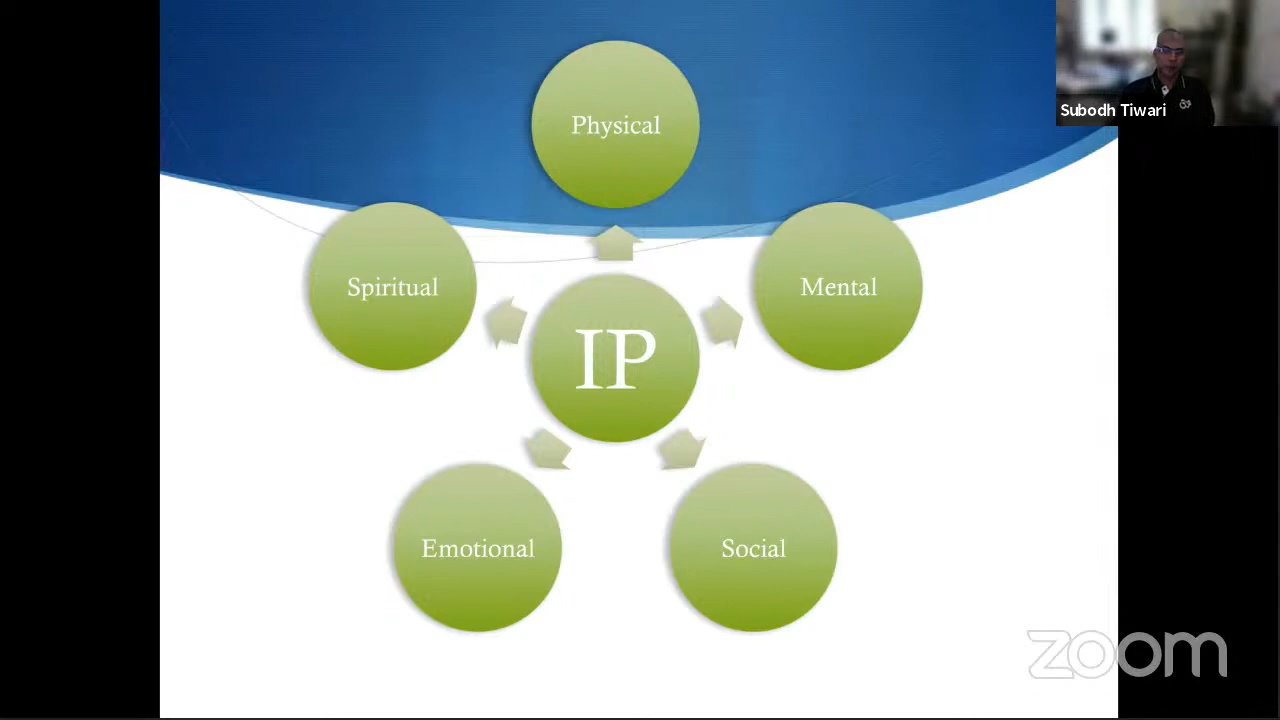 Physical
Subodh Tiwari
Spiritual
Mental
IP
Emotional
Social
zoom